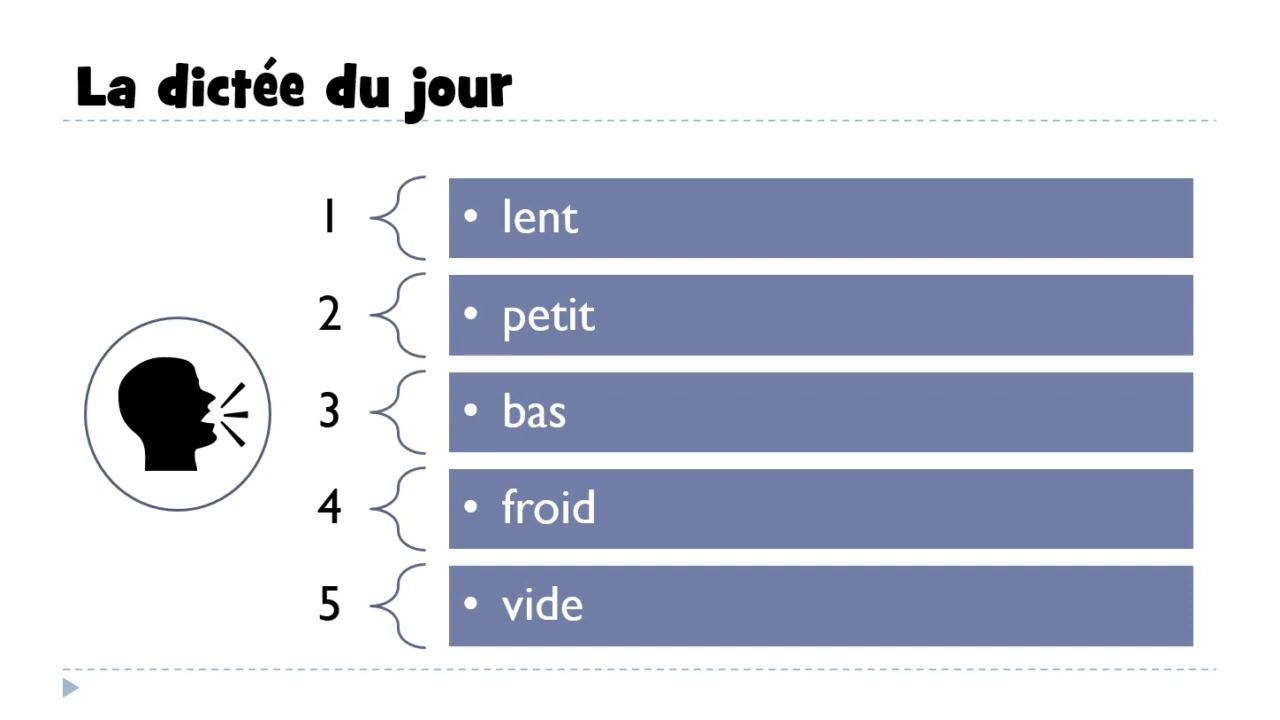 La dictée du jour
1 • lent
2 • petit
3 • bas
4 • froid
5 • vide